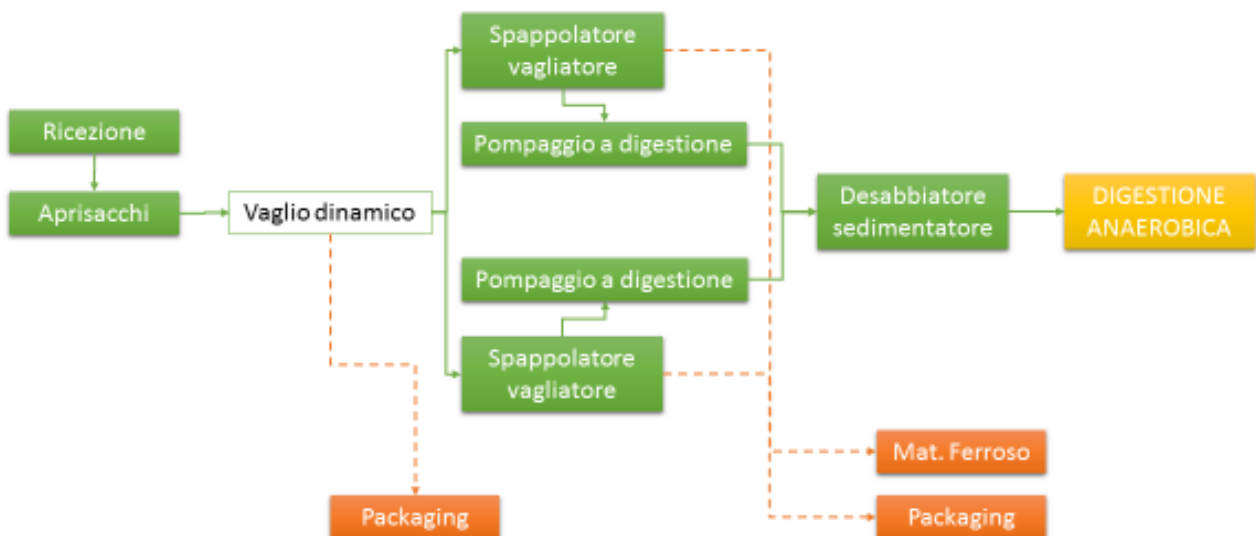 Ricezione
Aprisacchi
Vaglio dinamico
Spappolatore
vagliatore
Pompaggio a digestione
Pompaggio a digestione
Spappolatore
vagliatore
Desabbiatore
sedimentatore
DIGESTIONE
ANAEROBICA
Mat. Ferroso
Packaging
Packaging